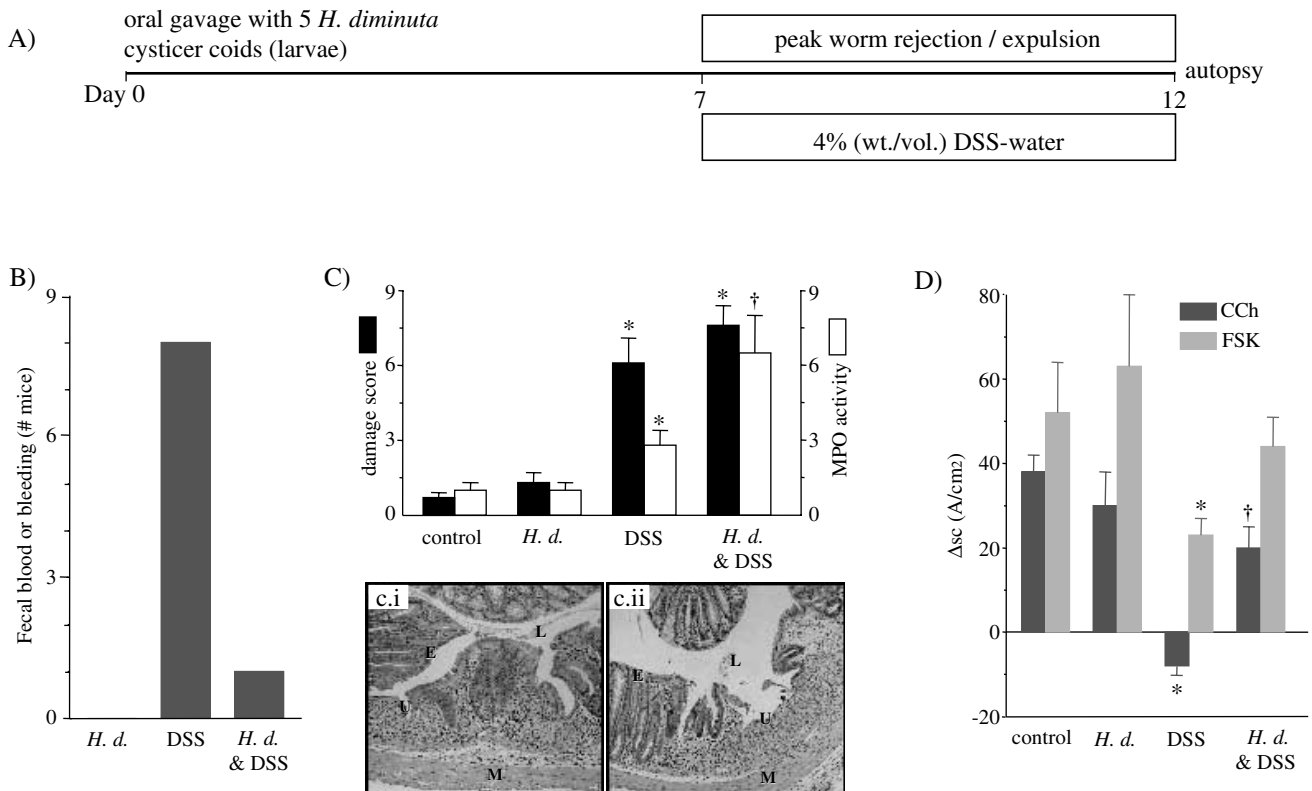 A)
oral gavage with 5 H. diminuta
cysticer coids (larvae)
peak worm rejection / expulsion
autopsy
Day 0
7
12
4% (wt./vol.) DSS-water
B)
Fecal blood or bleeding (# mice)
9
6
3
0
H. d.
DSS
H. d.
& DSS
C)
damage score
9
6
3
0
MPO activity
9
6
3
0
*
*
*
†
control
H. d.
DSS
H. d.
& DSS
c.i
L
E
U
M
c.ii
L
E
U
M
D)
Δsc (A/cm2)
80
60
40
20
0
-20
CCh
FSK
*
*
†
control
H. d.
DSS
H. d.
& DSS